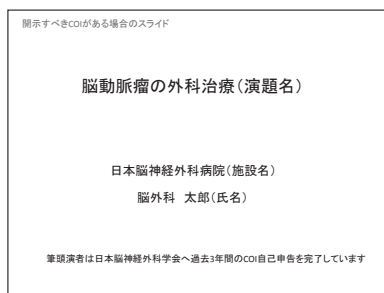 開示すべきCOIがある場合のスライド
脳動脈瘤の外科治療(演題名)
日本脳神経外科病院(施設名)
脳外科 太郎(氏名)
筆頭演者は日本脳神経外科学会へ過去3年間のCOI自己申告を完了しています